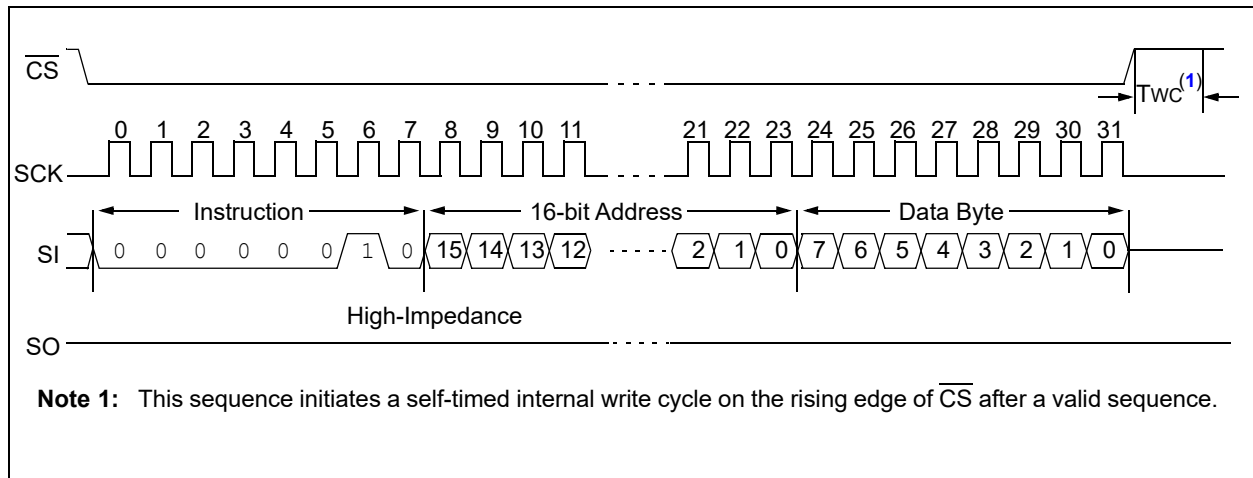 CS
TWC(1)
0 1 2 3 4 5 6 7 8 9 10 11 21 22 23 24 25 26 27 28 29 30 31
SCK
Instruction 16-bit Address Data Byte
SI 0 0 0 0 0 0 1 0 15 14 13 12 2 1 0 7 6 5 4 3 2 1 0
High-Impedance
SO
Note 1: This sequence initiates a self-timed internal write cycle on the rising edge of CS after a valid sequence.